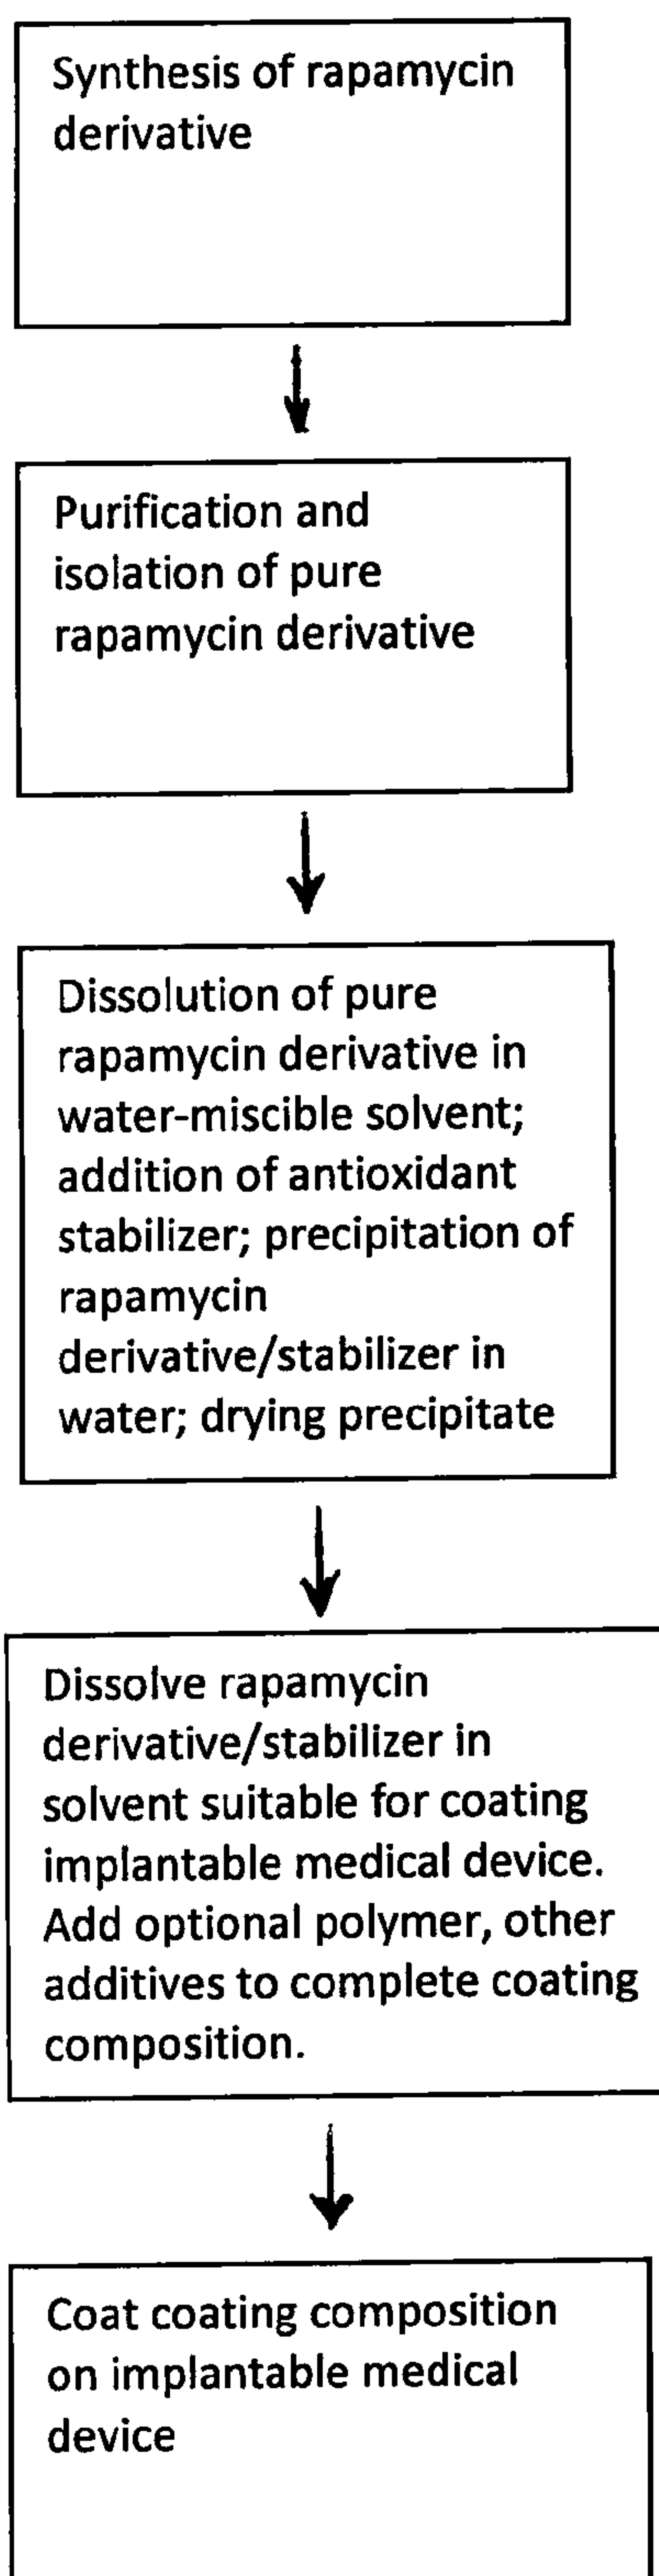 Synthesis of rapamycin
derivative
Purification and
isolation of pure
rapamycin derivative
Dissolution of pure
rapamycin derivative in
water-miscible solvent;
addition of antioxidant
stabilizer; precipitation of
rapamycin
derivative/stabilizer in
water; drying precipitate
Dissolve rapamycin
derivative/stabilizer in
solvent suitable for coating
implantable medical device.
Add optional polymer, other
additives to complete coating
composition.
Coat coating composition
on implantable medical
device